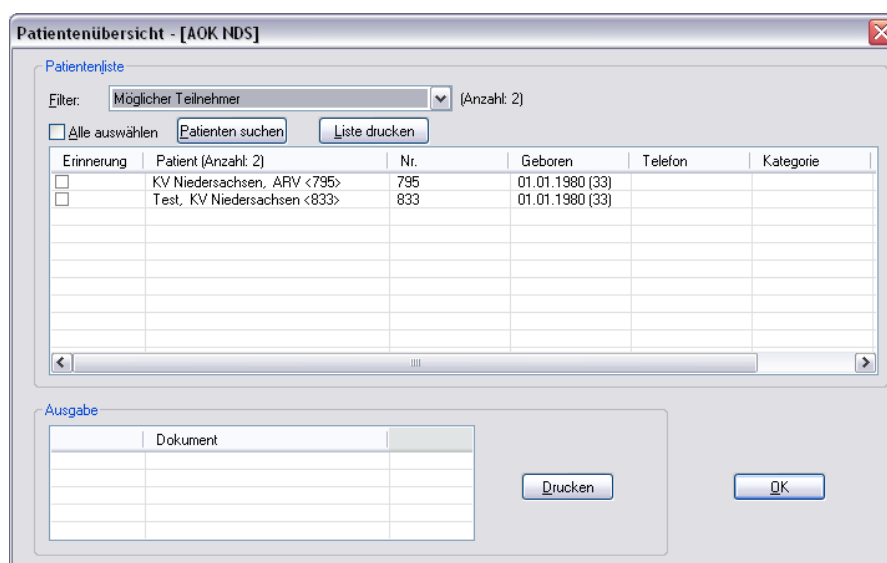 Patientenübersicht - [AOK NDS]
Patientenliste
Filter: Möglicher Teilnehmer (Anzahl: 2)
Alle auswählen Patienten suchen Liste drucken
Erinnerung Patient (Anzahl: 2) Nr. Geboren Telefon Kategorie
KV Niedersachsen, ARV <795> 795 01.01.1980 (33)
Test, KV Niedersachsen <833> 833 01.01.1980 (33)
Ausgabe
Dokument
Drucken OK